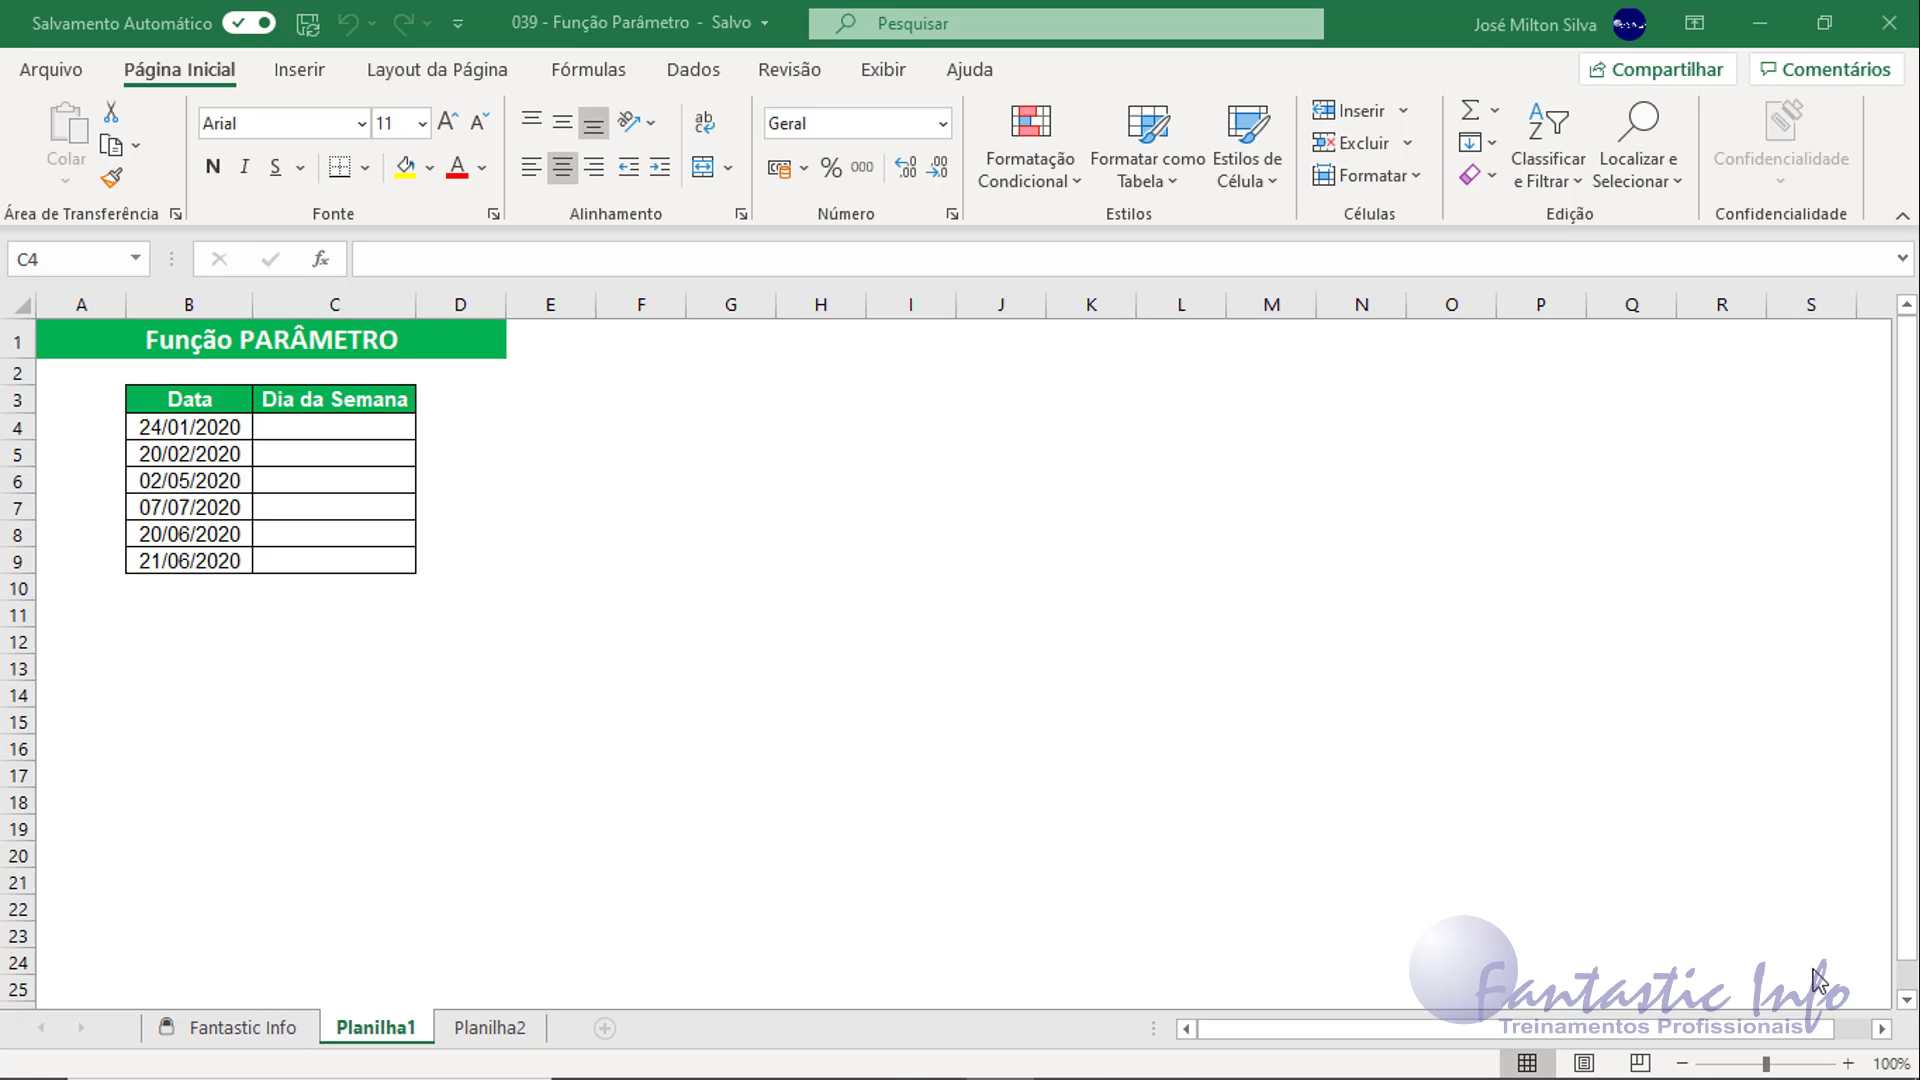 Salvamento Automático
039 - Função Parâmetro - Salvo
Pesquisar
José Milton Silva
Arquivo
Página Inicial
Inserir
Layout da Página
Fórmulas
Dados
Revisão
Exibir
Ajuda
Compartilhar
Comentários
Colar
Arial
11
N I S
Geral
% 000
Formatação Condicional
Formatar como Tabela
Estilos de Célula
Inserir
Excluir
Formatar
Classificar e Filtrar
Localizar e Selecionar
Confidencialidade
Área de Transferência
Fonte
Alinhamento
Número
Estilos
Células
Edição
Confidencialidade
C4
fx
A B C D E F G H I J K L M N O P Q R S
1 Função PARÂMETRO
2
3 Data Dia da Semana
4 24/01/2020
5 20/02/2020
6 02/05/2020
7 07/07/2020
8 20/06/2020
9 21/06/2020
10
11
12
13
14
15
16
17
18
19
20
21
22
23
24
25
Fantastic Info
Treinamentos Profissionais
Fantastic Info
Planilha1
Planilha2
100%